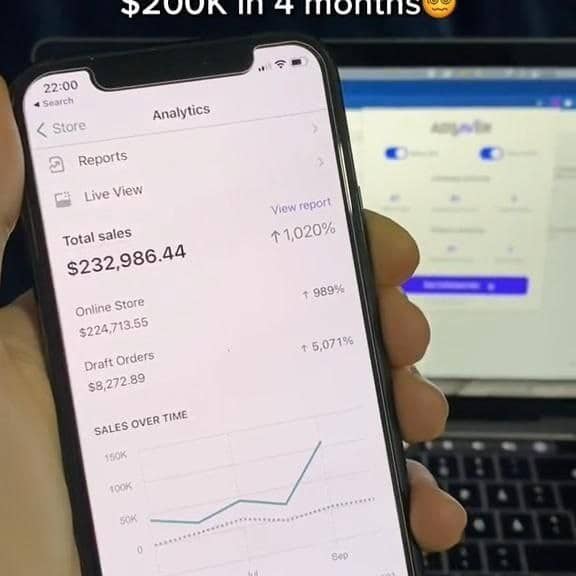 $200K in 4 months😵‍💫
22:00
◀ Search
Store
Analytics
Reports
Live View
Total sales
View report
$232,986.44
↑ 1,020%
Online Store
↑ 989%
$224,713.55
Draft Orders
↑ 5,071%
$8,272.89
SALES OVER TIME
150K
100K
50K
0
Jul
Sep